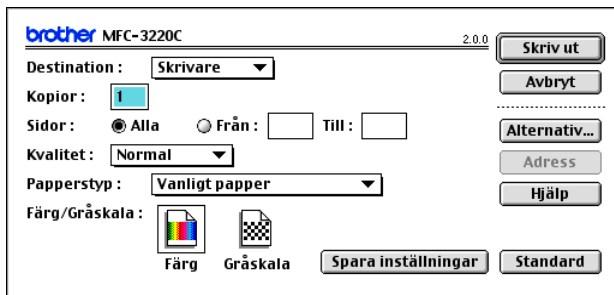 brother MFC-3220C 2.0.0
Skriv ut
Destination : Skrivare
Avbryt
Kopior : 1
Sidor : Alla Från : Till :
Alternativ...
Kvalitet : Normal
Adress
Papperstyp : Vanligt papper
Hjälp
Färg/Gråskala :
Färg Gråskala
Spara inställningar Standard